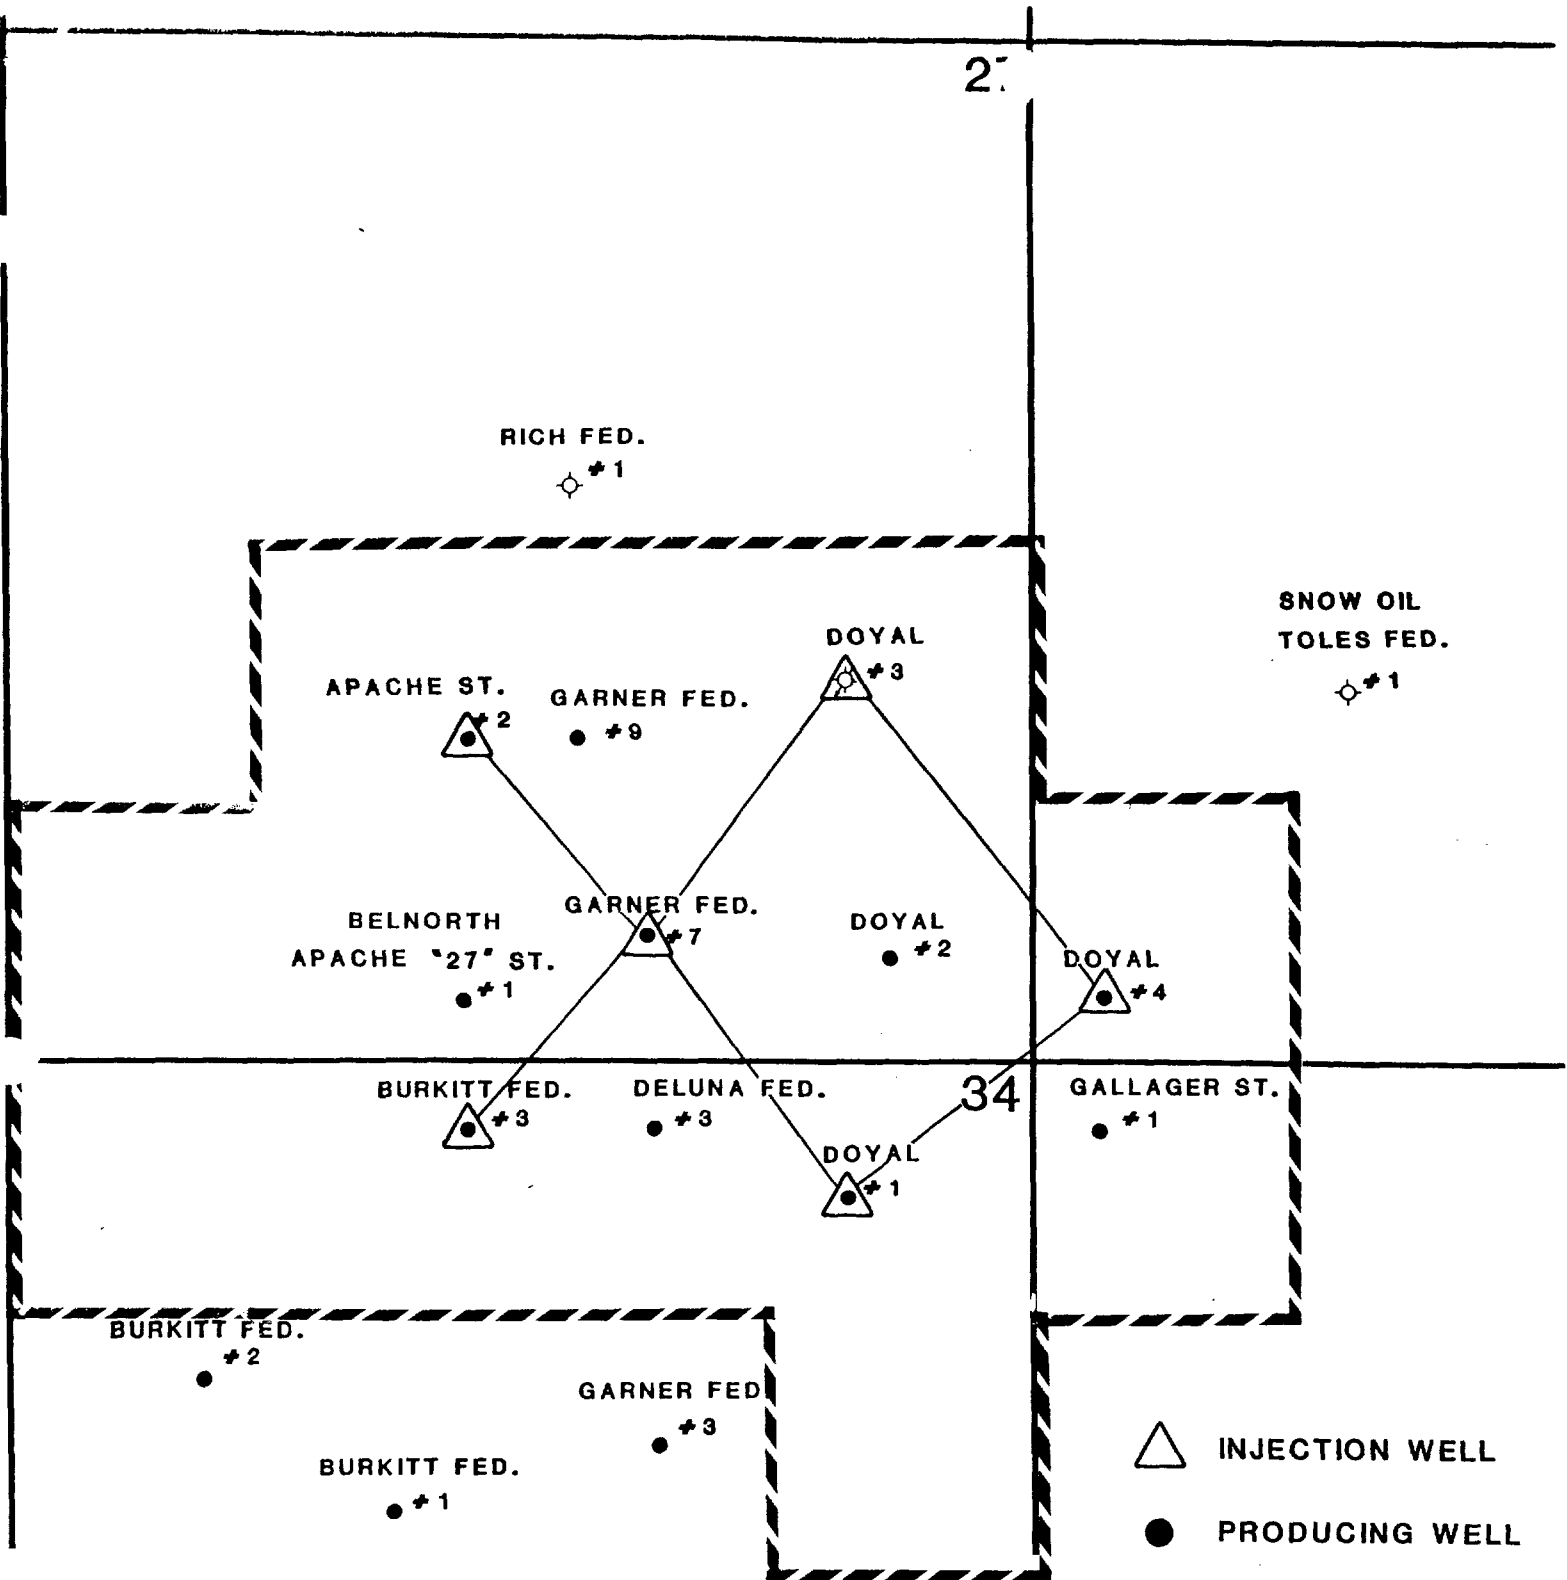 2
RICH FED.
#1
SNOW OIL
TOLES FED.
#1
DOYAL
#3
APACHE ST.
#2
GARNER FED.
#9
GARNER FED.
#7
BELNORTH
APACHE "27" ST.
#1
DOYAL
#2
DOYAL
#4
BURKITT FED.
#3
DELUNA FED.
#3
34
GALLAGER ST.
#1
DOYAL
#1
BURKITT FED.
#2
GARNER FED
#3
BURKITT FED.
#1
INJECTION WELL
PRODUCING WELL